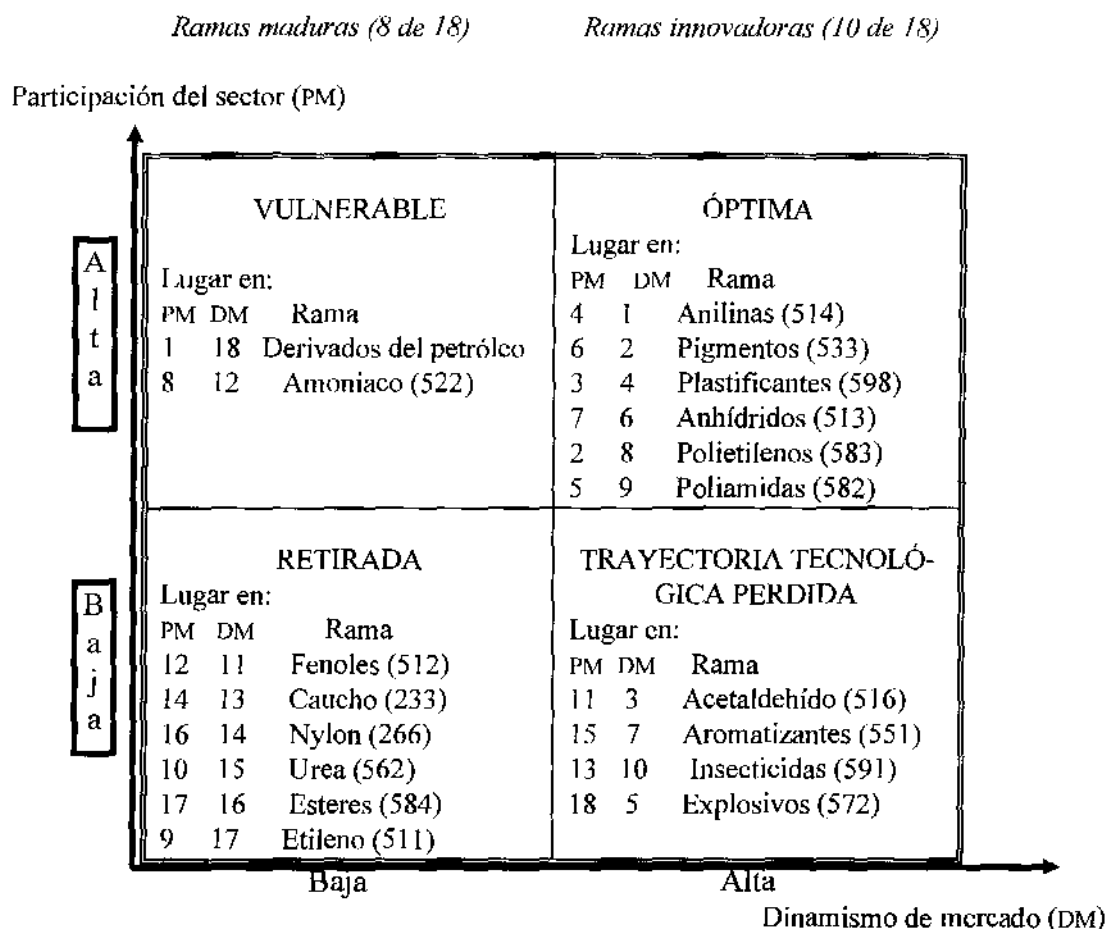 Ramas maduras (8 de 18)
Ramas innovadoras (10 de 18)
Participación del sector (PM)
Alta
VULNERABLE
Lugar en:
PM DM Rama
1 18 Derivados del petróleo
8 12 Amoniaco (522)
ÓPTIMA
Lugar en:
PM DM Rama
4 1 Anilinas (514)
6 2 Pigmentos (533)
3 4 Plastificantes (598)
7 6 Anhídridos (513)
2 8 Polietilenos (583)
5 9 Poliamidas (582)
Baja
RETIRADA
Lugar en:
PM DM Rama
12 11 Fenoles (512)
14 13 Caucho (233)
16 14 Nylon (266)
10 15 Urea (562)
17 16 Esteres (584)
9 17 Etileno (511)
TRAYECTORIA TECNOLÓ-
GICA PERDIDA
Lugar en:
PM DM Rama
11 3 Acetaldehído (516)
15 7 Aromatizantes (551)
13 10 Insecticidas (591)
18 5 Explosivos (572)
Baja
Alta
Dinamismo de mercado (DM)